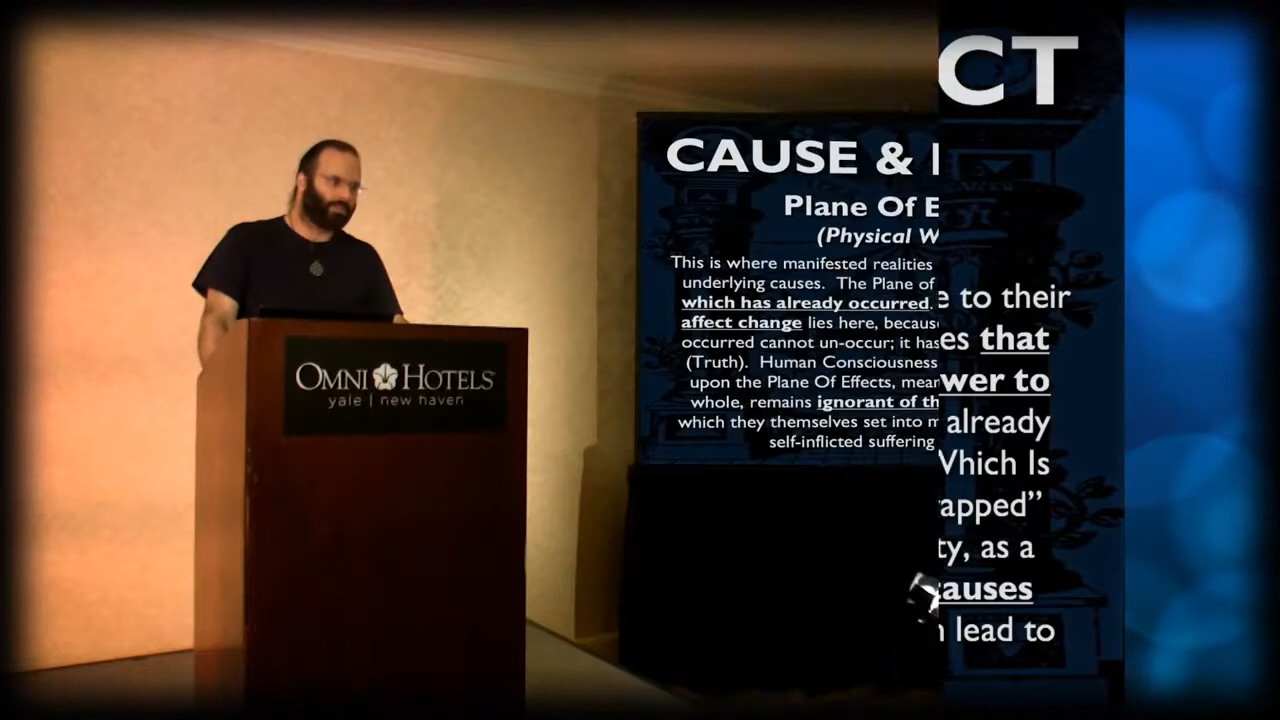 CAUSE &
Plane Of E
(Physical W
This is where manifested realities
underlying causes. The Plane of
which has already occurred.
affect change lies here, because
occurred cannot un-occur; it has
(Truth). Human Consciousness
upon the Plane Of Effects, mean
whole, remains ignorant of th
which they themselves set into m
self-inflicted suffering
CT
e to their
es that
wer to
already
Which Is
rapped”
ty, as a
causes
n lead to
OMNI HOTELS
yale | new haven